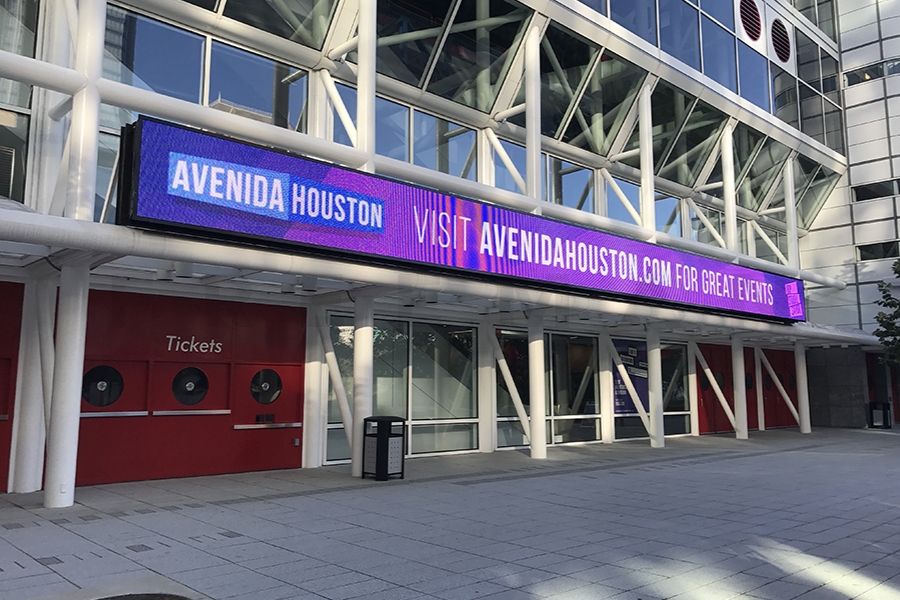 AVENIDA HOUSTON
VISIT AVENIDAHOUSTON.COM FOR GREAT EVENTS
Tickets